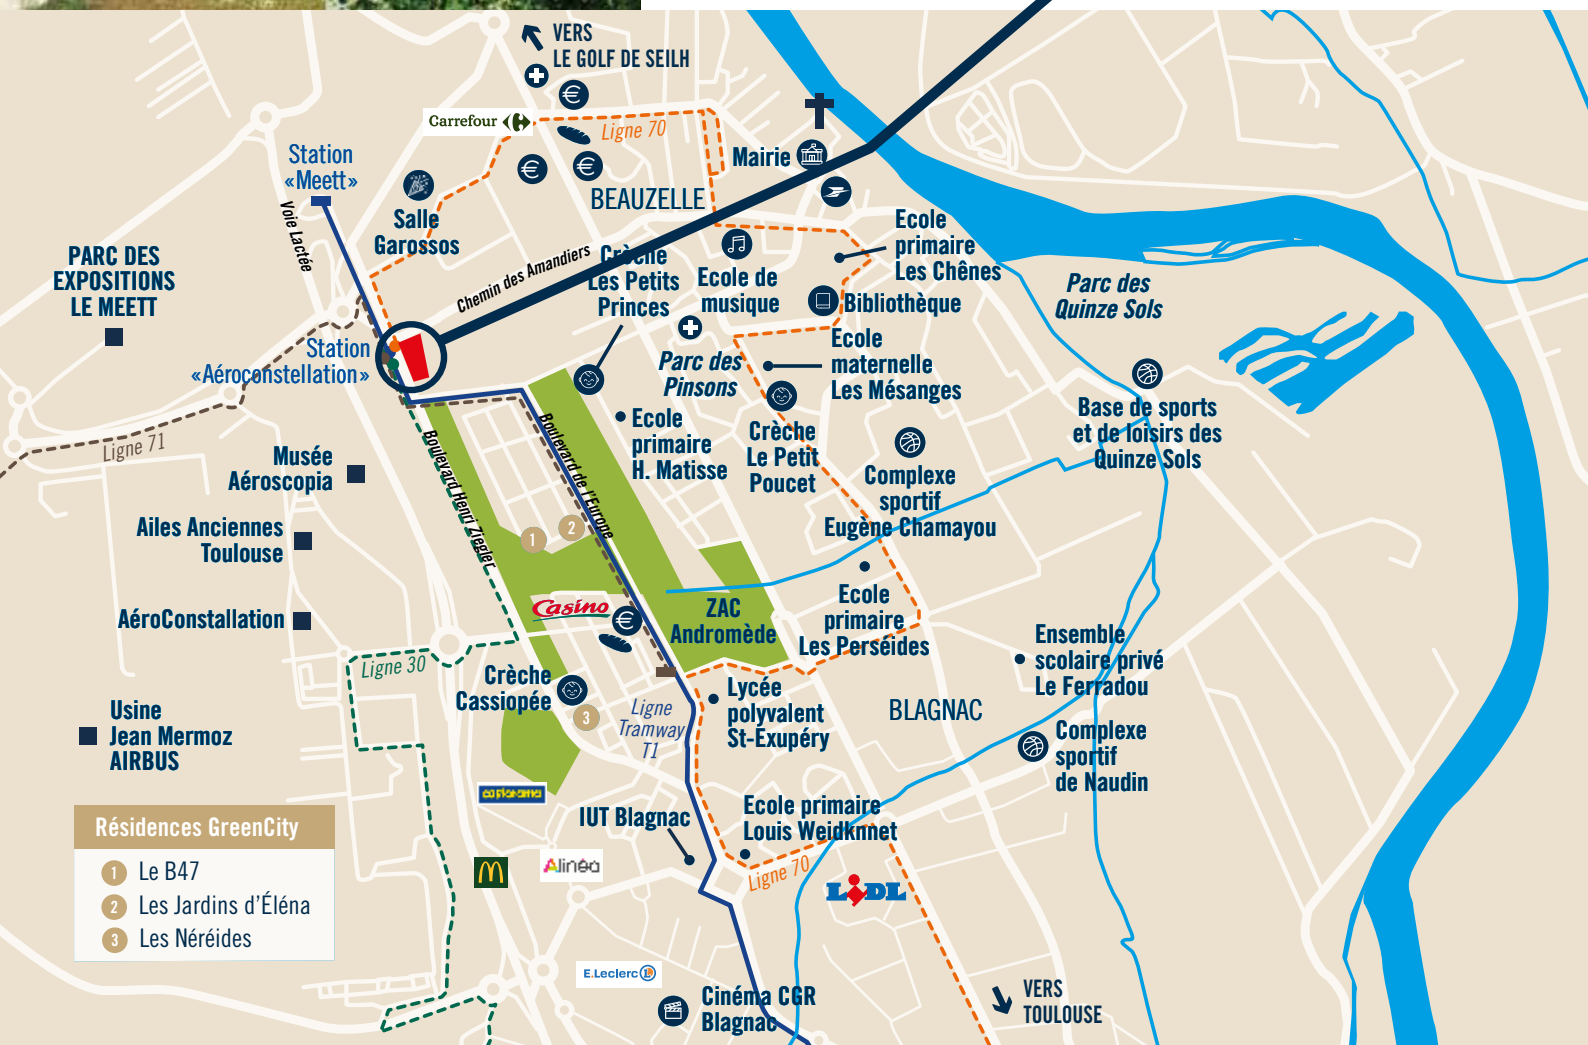 VERS
LE GOLF DE SEILH
Carrefour
Ligne 70
Station
«Meett»
Voie Lactée
Salle
Garossos
BEAUZELLE
Mairie
PARC DES
EXPOSITIONS
LE MEETT
Chemin des Amandiers
Crèche
Les Petits
Princes
Ecole de
musique
Ecole
primaire
Les Chênes
Bibliothèque
Parc des
Quinze Sols
Station
«Aéroconstellation»
Parc des
Pinsons
Ecole
maternelle
Les Mésanges
Base de sports
et de loisirs des
Quinze Sols
Ligne 71
Musée
Aéroscopia
Boulevard Henri Ziegler
Boulevard de l'Europe
Ecole
primaire
H. Matisse
Crèche
Le Petit
Poucet
Complexe
sportif
Eugène Chamayou
Ailes Anciennes
Toulouse
1
2
AéroConstallation
Casino
ZAC
Andromède
Ecole
primaire
Les Perséides
Ensemble
scolaire privé
Le Ferradou
Ligne 30
Crèche
Cassiopée
3
Ligne
Tramway
T1
Lycée
polyvalent
St-Exupéry
BLAGNAC
Complexe
sportif
de Naudin
Usine
Jean Mermoz
AIRBUS
castorama
IUT Blagnac
Ecole primaire
Louis Weidknnet
Ligne 70
Alinéa
LIDL
Résidences GreenCity
1 Le B47
2 Les Jardins d'Éléna
3 Les Néréides
E.Leclerc L
Cinéma CGR
Blagnac
VERS
TOULOUSE